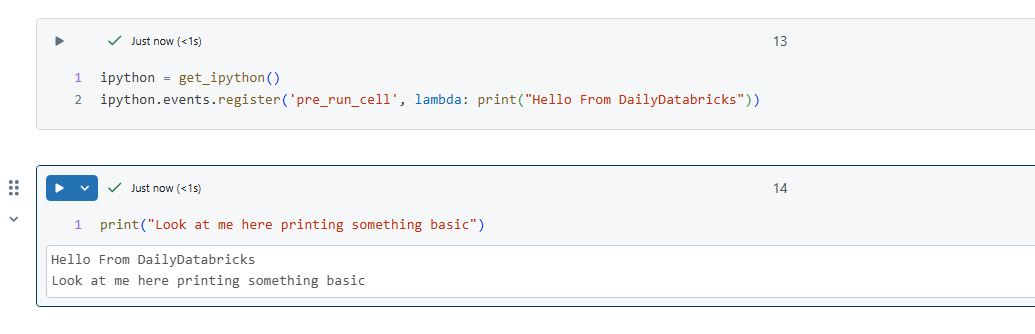 Just now (<1s)
13
1 ipython = get_ipython()
2 ipython.events.register('pre_run_cell', lambda: print("Hello From DailyDatabricks"))
Just now (<1s)
14
1 print("Look at me here printing something basic")
Hello From DailyDatabricks
Look at me here printing something basic